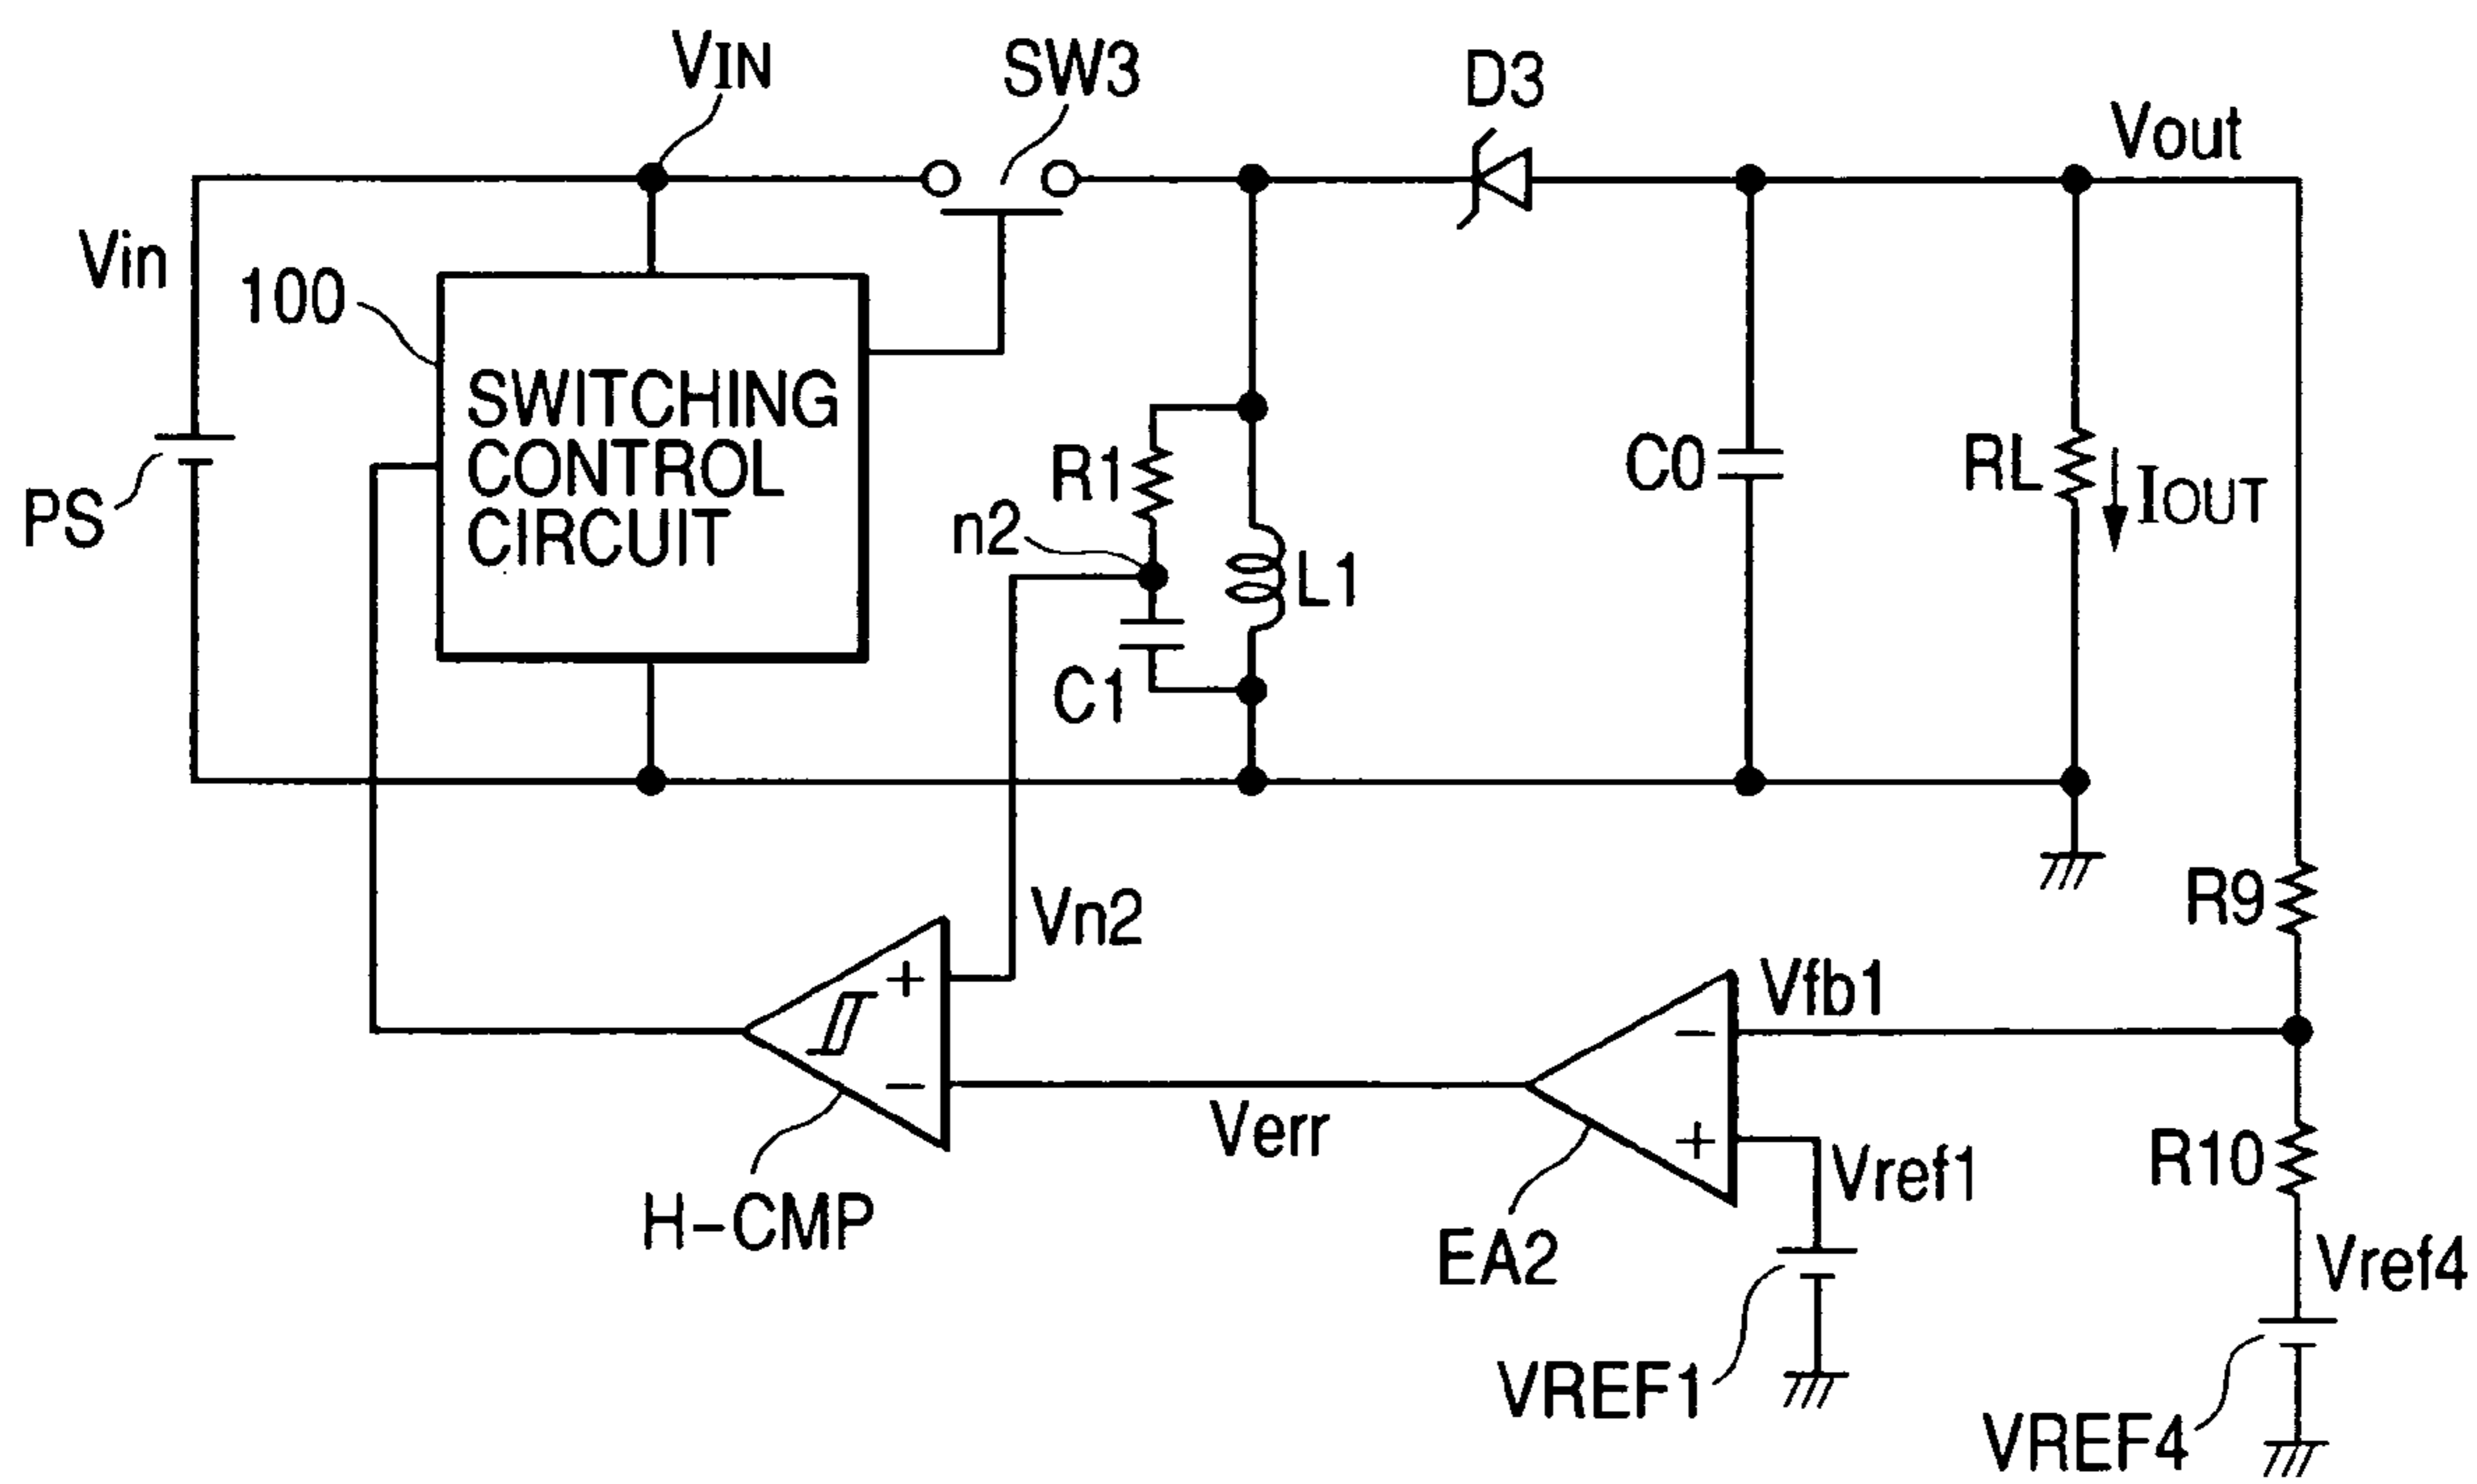 VIN
SW3
D3
Vout
Vin
100
SWITCHING
CONTROL
CIRCUIT
PS
R1
n2
L1
C1
C0
RL
IOUT
Vn2
R9
+
−
Vfb1
−
+
Verr
Vref1
R10
H-CMP
EA2
Vref4
VREF1
VREF4